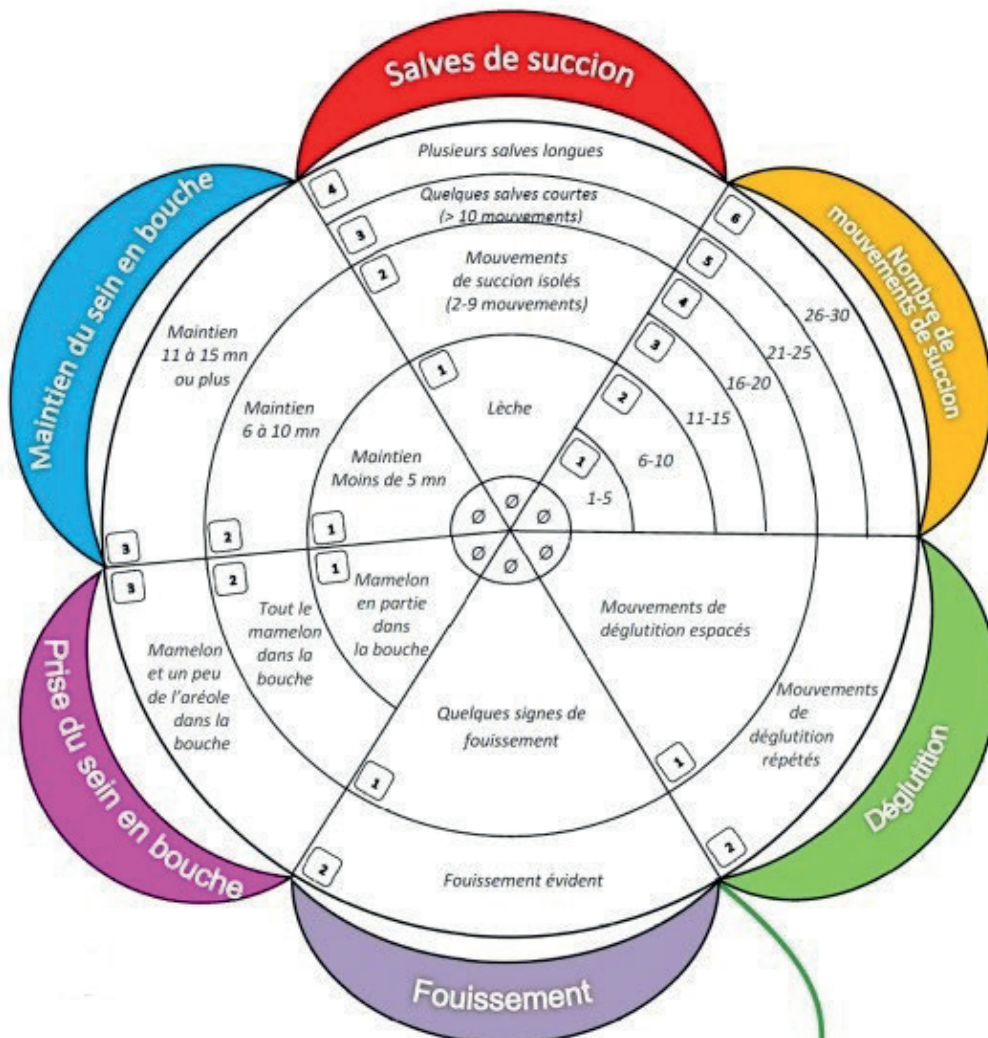 Salves de succion
Plusieurs salves longues
4
Quelques salves courtes
(> 10 mouvements)
3
Mouvements
de succion isolés
(2-9 mouvements)
2
Lèche
1
Nombre de
mouvements de succion
6
26-30
5
21-25
4
16-20
3
11-15
2
6-10
1
1-5
Déglutition
Mouvements de
déglutition espacés
1
Mouvements
de
déglutition
répétés
2
Fouissement
Quelques signes de
fouissement
1
Fouissement évident
2
Prise du sein en bouche
Mamelon
en partie
dans
la bouche
1
Tout le
mamelon
dans la
bouche
2
Mamelon
et un peu
de l'aréole
dans la
bouche
3
Maintien du sein en bouche
Maintien
11 à 15 mn
ou plus
3
Maintien
6 à 10 mn
2
Maintien
Moins de 5 mn
1
Ø Ø Ø
Ø Ø Ø